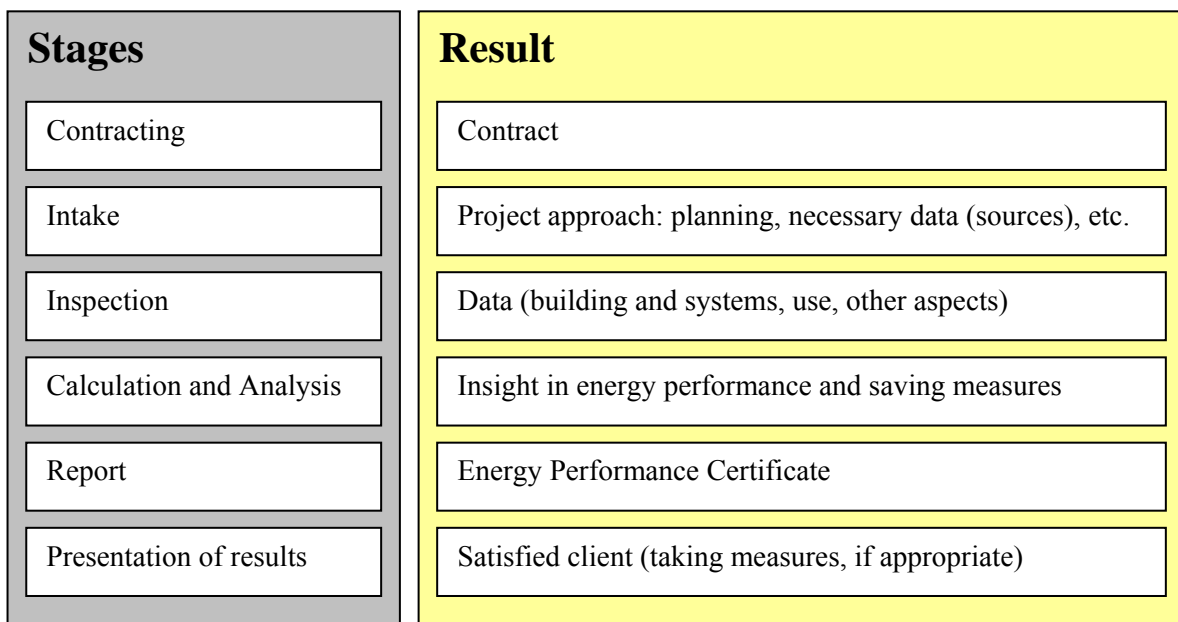 Stages
Result
Contracting
Contract
Intake
Project approach: planning, necessary data (sources), etc.
Inspection
Data (building and systems, use, other aspects)
Calculation and Analysis
Insight in energy performance and saving measures
Report
Energy Performance Certificate
Presentation of results
Satisfied client (taking measures, if appropriate)